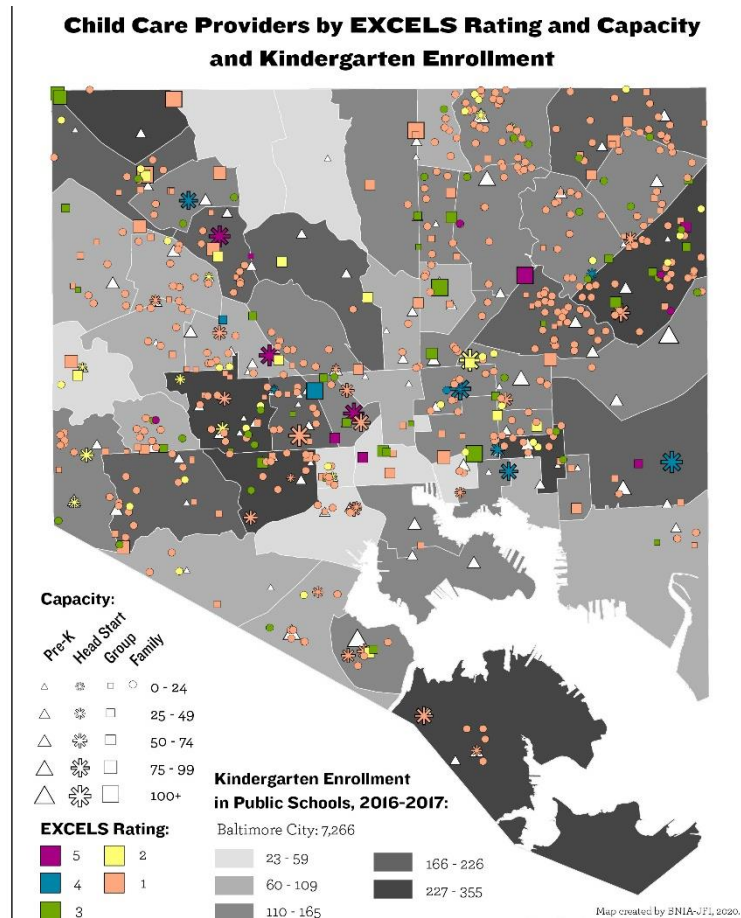 Child Care Providers by EXCELS Rating and Capacity
and Kindergarten Enrollment
Capacity:
Pre-K
Head Start
Group
Family
0 - 24
25 - 49
50 - 74
75 - 99
100+
EXCELS Rating:
5
2
4
1
3
Kindergarten Enrollment
in Public Schools, 2016-2017:
Baltimore City: 7,266
23 - 59
166 - 226
60 - 109
227 - 355
110 - 165
Map created by BNIA-JFI, 2020.